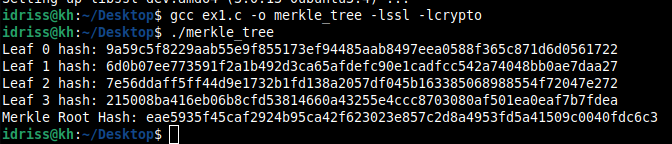 idriss@kh:~/Desktop$ gcc ex1.c -o merkle_tree -lssl -lcrypto
idriss@kh:~/Desktop$ ./merkle_tree
Leaf 0 hash: 9a59c5f8229aab55e9f855173ef94485aab8497eea0588f365c871d6d0561722
Leaf 1 hash: 6d0b07ee773591f2a1b492d3ca65afdefc90e1cadfcc542a74048bb0ae7daa27
Leaf 2 hash: 7e56ddaff5ff44d9e1732b1fd138a2057df045b163385068988554f72047e272
Leaf 3 hash: 215008ba416eb06b8cfd53814660a43255e4ccc8703080af501ea0eaf7b7fdea
Merkle Root Hash: eae5935f45caf2924b95ca42f623023e857c2d8a4953fd5a41509c0040fdc6c3
idriss@kh:~/Desktop$